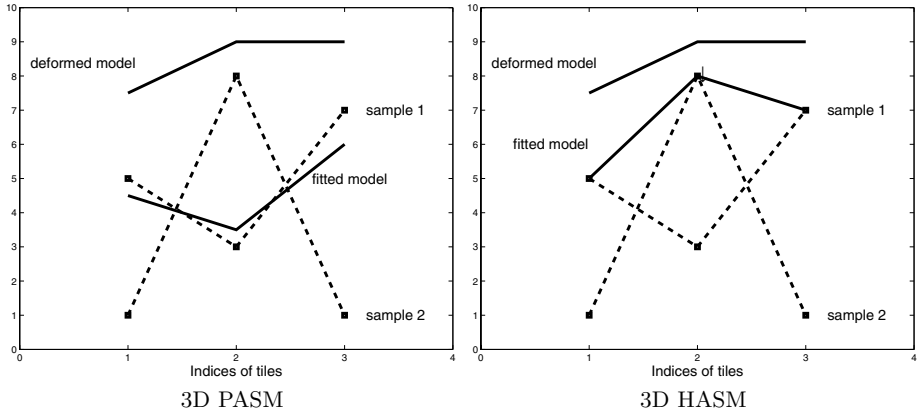 10
9
8
7
6
5
4
3
2
1
0
deformed model
sample 1
fitted model
sample 2
0 1 2 3 4
Indices of tiles
3D PASM
10
9
8
7
6
5
4
3
2
1
0
deformed model
sample 1
fitted model
sample 2
0 1 2 3 4
Indices of tiles
3D HASM